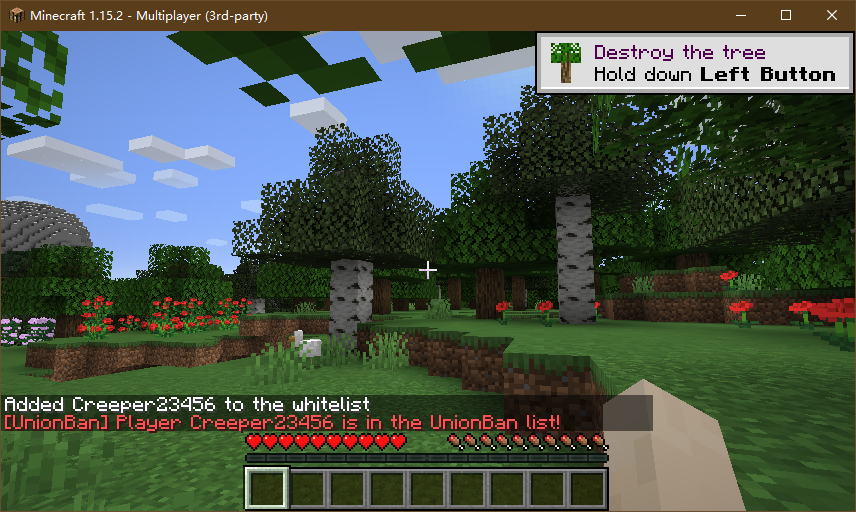 Minecraft 1.15.2 - Multiplayer (3rd-party)
Destroy the tree
Hold down Left Button
Added Creeper23456 to the whitelist
[UnionBan] Player Creeper23456 is in the UnionBan list!